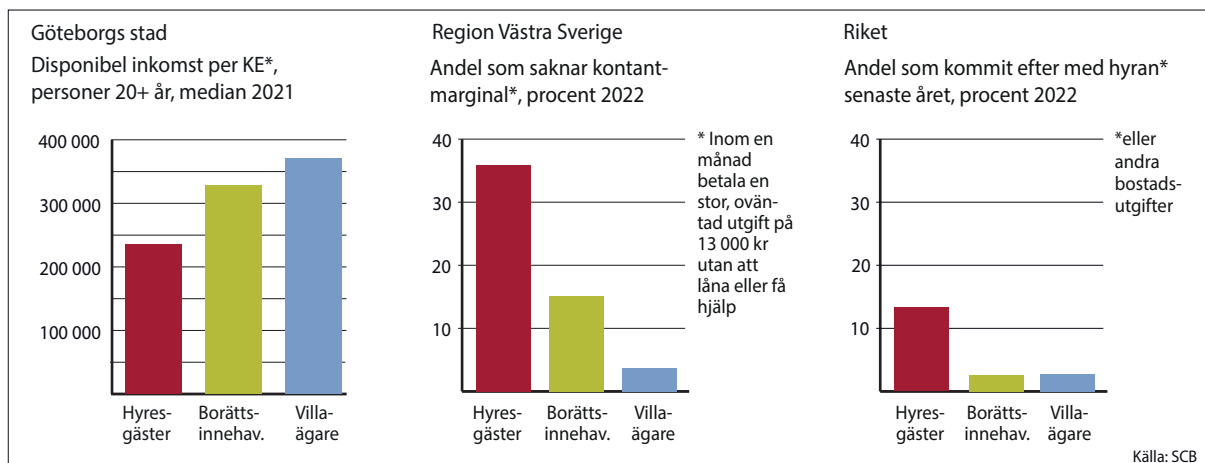 Göteborgs stad
Disponibel inkomst per KE*,
personer 20+ år, median 2021
400 000
300 000
200 000
100 000
Hyres-
gäster
Borätts-
innehav.
Villa-
ägare
Region Västra Sverige
Andel som saknar kontant-
marginal*, procent 2022
40
30
20
10
0
* Inom en
månad
betala en
stor, ovän-
tad utgift på
13 000 kr
utan att
låna eller få
hjälp
Hyres-
gäster
Borätts-
innehav.
Villa-
ägare
Riket
Andel som kommit efter med hyran*
senaste året, procent 2022
40
30
20
10
0
*eller
andra
bostads-
utgifter
Hyres-
gäster
Borätts-
innehav.
Villa-
ägare
Källa: SCB